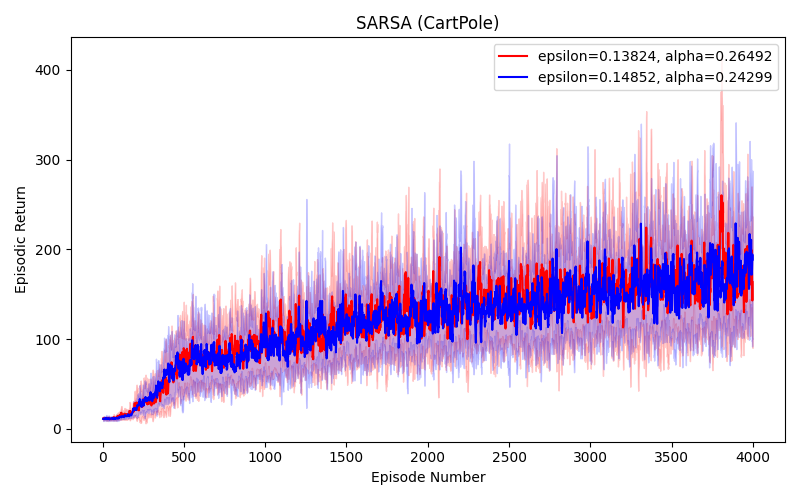 SARSA (CartPole)
epsilon=0.13824, alpha=0.26492
epsilon=0.14852, alpha=0.24299
Episodic Return
400
300
200
100
0
0 500 1000 1500 2000 2500 3000 3500 4000
Episode Number